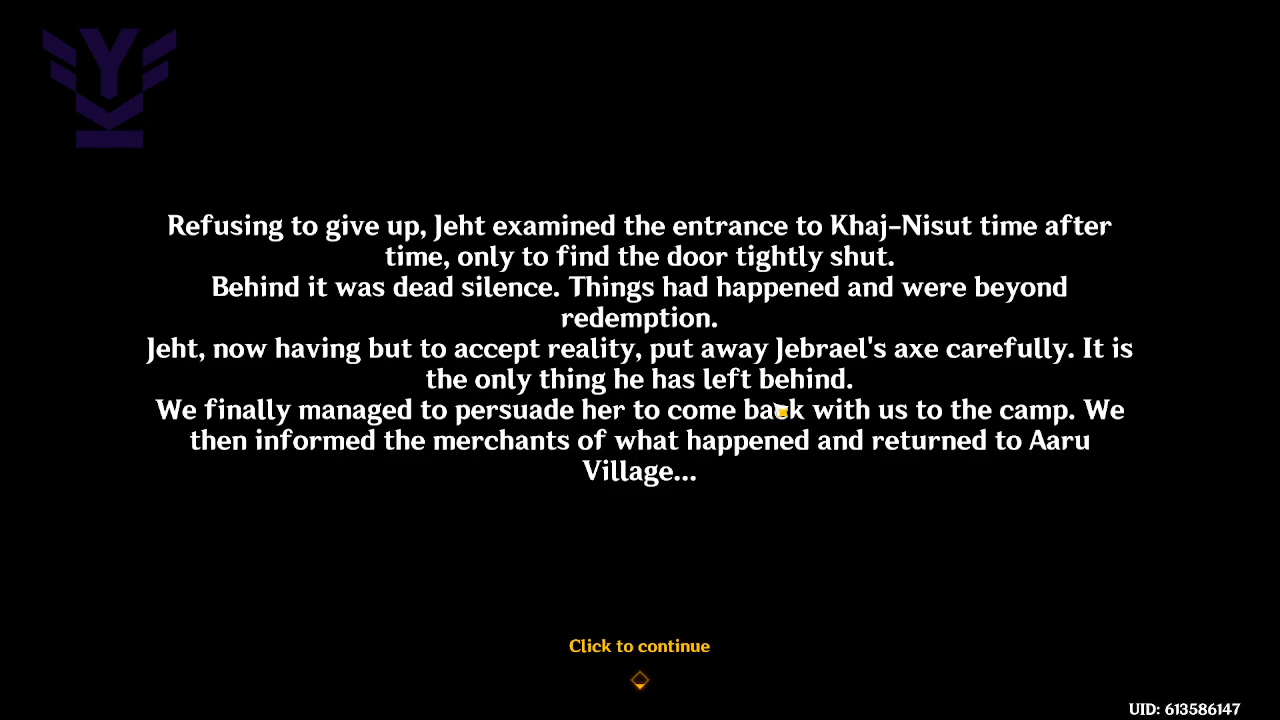 Refusing to give up, Jeht examined the entrance to Khaj-Nisut time after
time, only to find the door tightly shut.
Behind it was dead silence. Things had happened and were beyond
redemption.
Jeht, now having but to accept reality, put away Jebrael's axe carefully. It is
the only thing he has left behind.
We finally managed to persuade her to come back with us to the camp. We
then informed the merchants of what happened and returned to Aaru
Village...
Click to continue
UID: 613586147